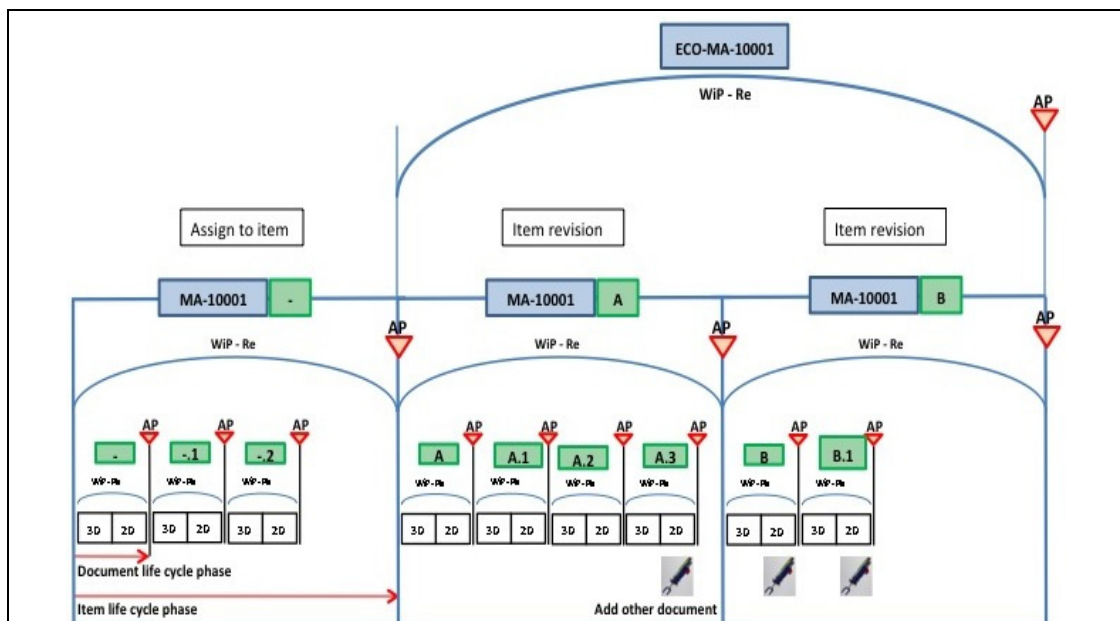 ECO-MA-10001
WiP - Re
AP
Assign to item
Item revision
Item revision
MA-10001 -
MA-10001 A
MA-10001 B
AP
AP
AP
WiP - Re
WiP - Re
WiP - Re
AP AP AP AP AP AP AP AP AP
- -.1 -.2 A A.1 A.2 A.3 B B.1
WiP - Re WiP - Re WiP - Re WiP - Re WiP - Re WiP - Re WiP - Re WiP - Re WiP - Re
3D 2D 3D 2D 3D 2D 3D 2D 3D 2D 3D 2D 3D 2D 3D 2D 3D 2D
Document life cycle phase
Item life cycle phase
Add other document